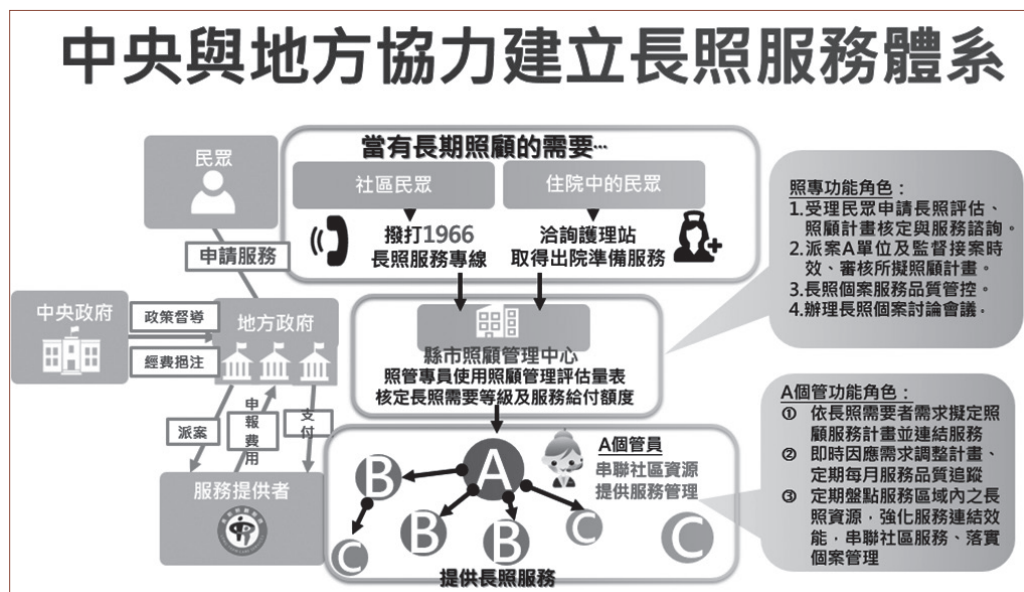 中央與地方協力建立長照服務體系
民眾
申請服務
中央政府
政策督導
經費挹注
地方政府
派案
申報
費用
支付
服務提供者
當有長期照顧的需要…
社區民眾
撥打1966
長照服務專線
住院中的民眾
洽詢護理站
取得出院準備服務
縣市照顧管理中心
照管專員使用照顧管理評估量表
核定長照需要等級及服務給付額度
A
B
B
B
C
C
C
A個管員
串聯社區資源
提供服務管理
提供長照服務
照專功能角色：
1.受理民眾申請長照評估、
照顧計畫核定與服務諮詢。
2.派案A單位及監督接案時
效、審核所擬照顧計畫。
3.長照個案服務品質管控。
4.辦理長照個案討論會議。
A個管功能角色：
① 依長照需要者需求擬定照
顧服務計畫並連結服務
② 即時因應需求調整計畫、
定期每月服務品質追蹤
③ 定期盤點服務區域內之長
照資源，強化服務連結效
能，串聯社區服務、落實
個案管理